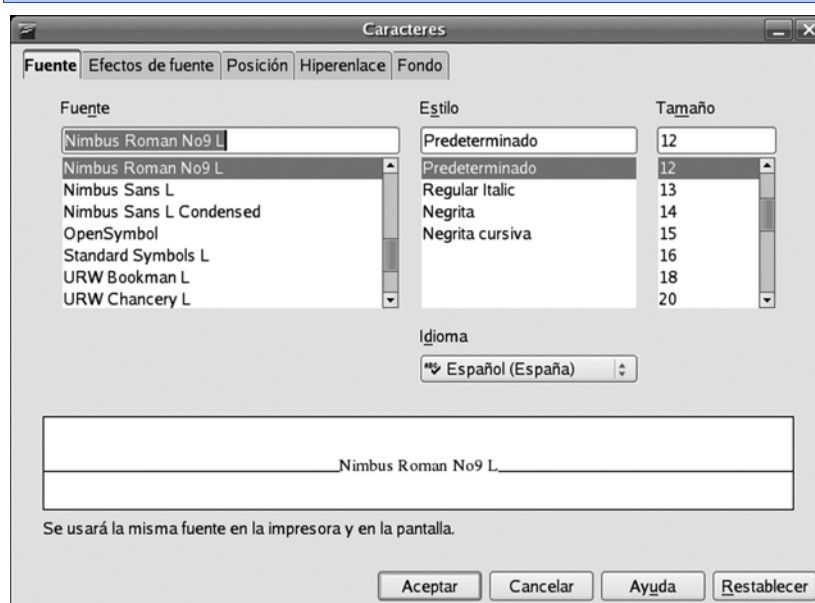 Caracteres
Fuente Efectos de fuente Posición Hiperenlace Fondo
Fuente Estilo Tamaño
Nimbus Roman No9 L Predeterminado 12
Nimbus Roman No9 L Predeterminado 12
Nimbus Sans L Regular Italic 13
Nimbus Sans L Condensed Negrita 14
OpenSymbol Negrita cursiva 15
Standard Symbols L 16
URW Bookman L 18
URW Chancery L 20
Idioma
ABC Español (España)
Nimbus Roman No9 L
Se usará la misma fuente en la impresora y en la pantalla.
Aceptar Cancelar Ayuda Restablecer